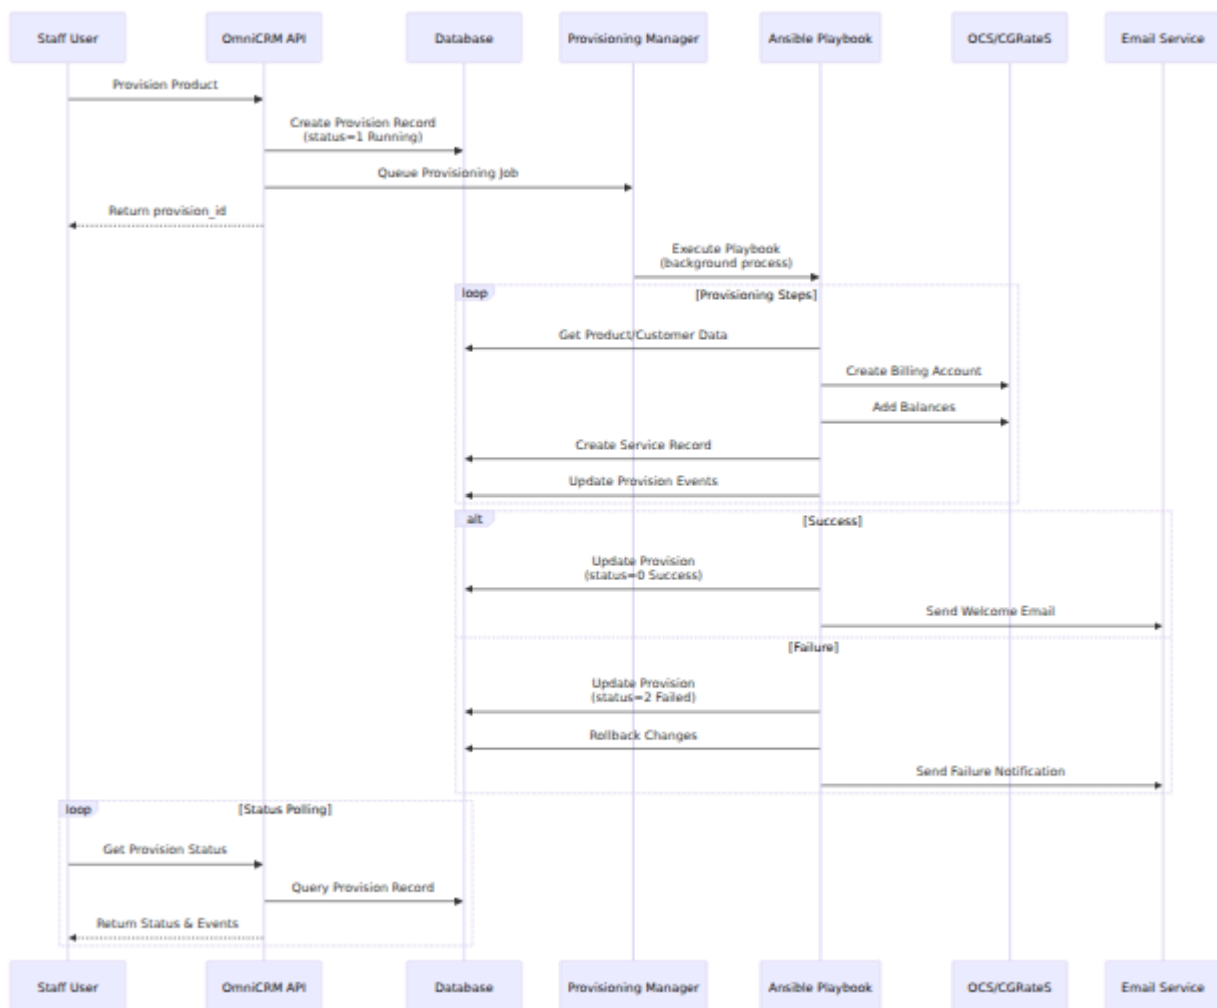 Staff User
OmniCRM API
Database
Provisioning Manager
Ansible Playbook
OCS/CGRateS
Email Service
Provision Product
Create Provision Record
(status=1 Running)
Queue Provisioning Job
Return provision_id
Execute Playbook
(background process)
loop
[Provisioning Steps]
Get Product/Customer Data
Create Billing Account
Add Balances
Create Service Record
Update Provision Events
alt
[Success]
Update Provision
(status=0 Success)
Send Welcome Email
[Failure]
Update Provision
(status=2 Failed)
Rollback Changes
Send Failure Notification
loop
[Status Polling]
Get Provision Status
Query Provision Record
Return Status & Events
Staff User
OmniCRM API
Database
Provisioning Manager
Ansible Playbook
OCS/CGRateS
Email Service